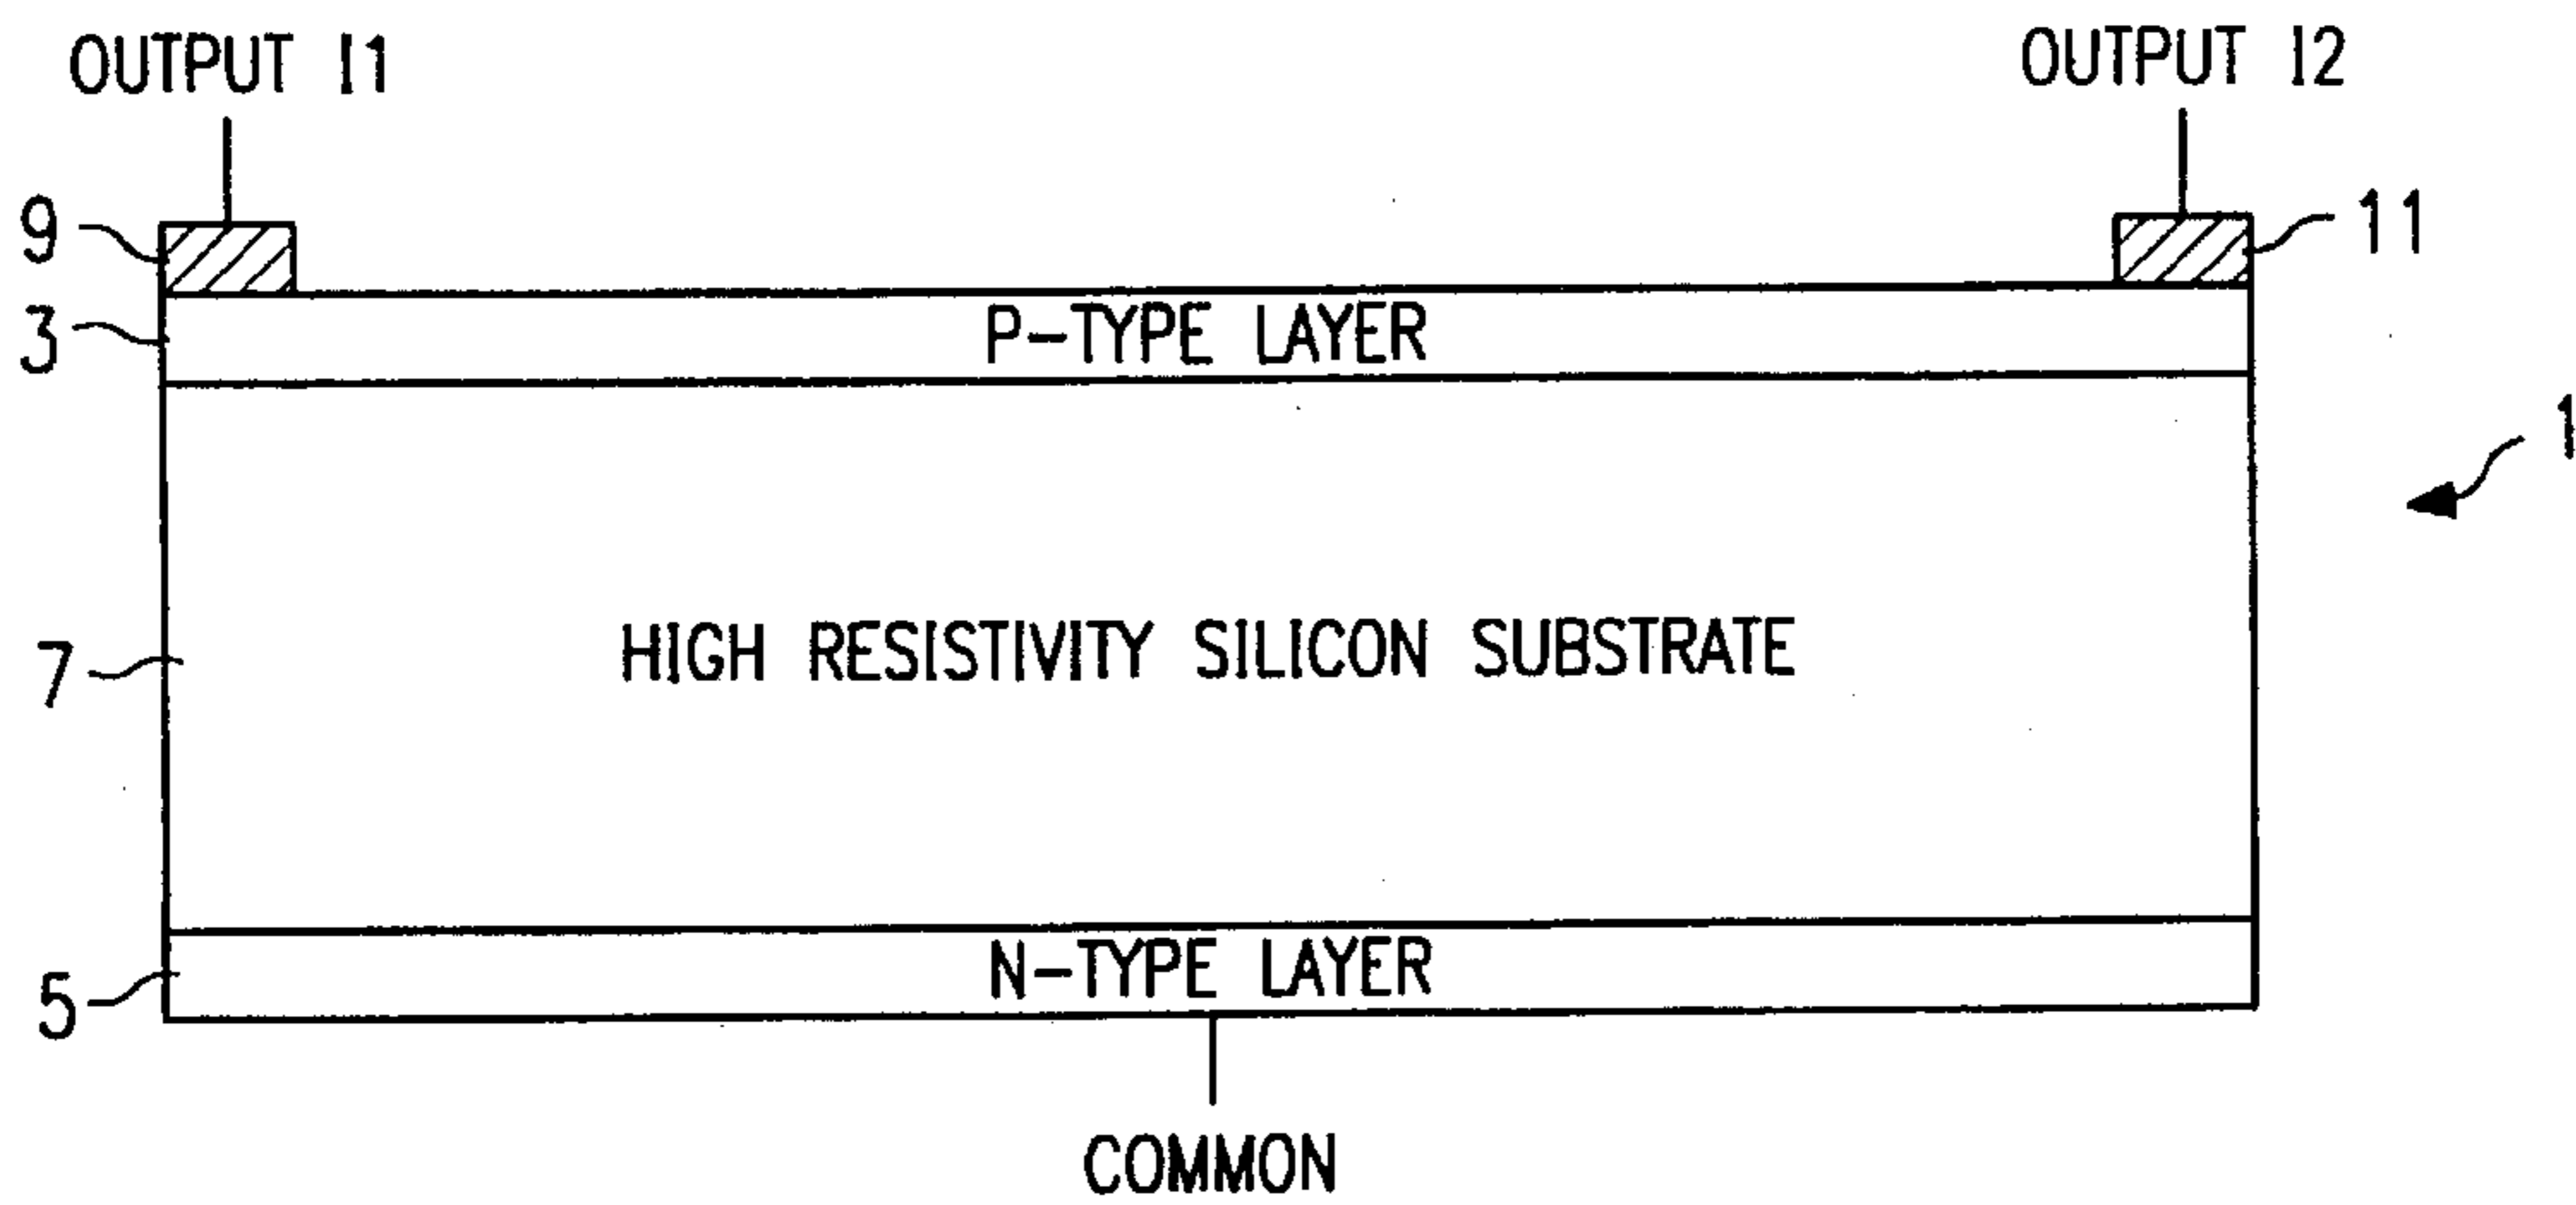 OUTPUT I1
OUTPUT I2
9
11
3
P-TYPE LAYER
1
7
HIGH RESISTIVITY SILICON SUBSTRATE
5
N-TYPE LAYER
COMMON